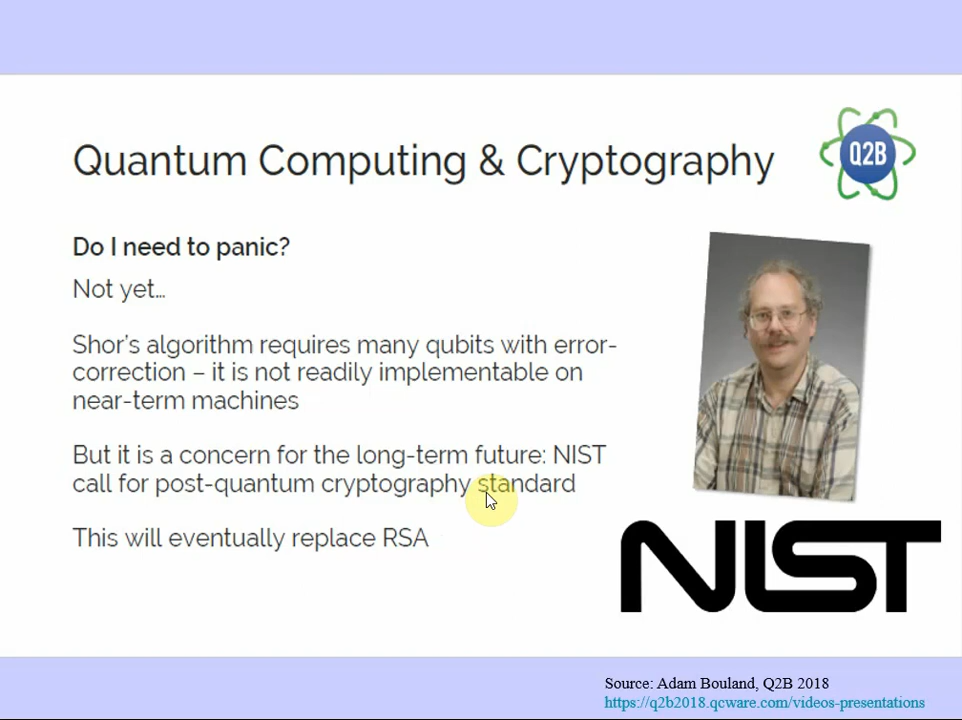 Quantum Computing & Cryptography
Q2B
Do I need to panic?
Not yet...
Shor's algorithm requires many qubits with error-
correction – it is not readily implementable on
near-term machines
But it is a concern for the long-term future: NIST
call for post-quantum cryptography standard
This will eventually replace RSA
NIST
Source: Adam Bouland, Q2B 2018
https://q2b2018.qcware.com/videos-presentations